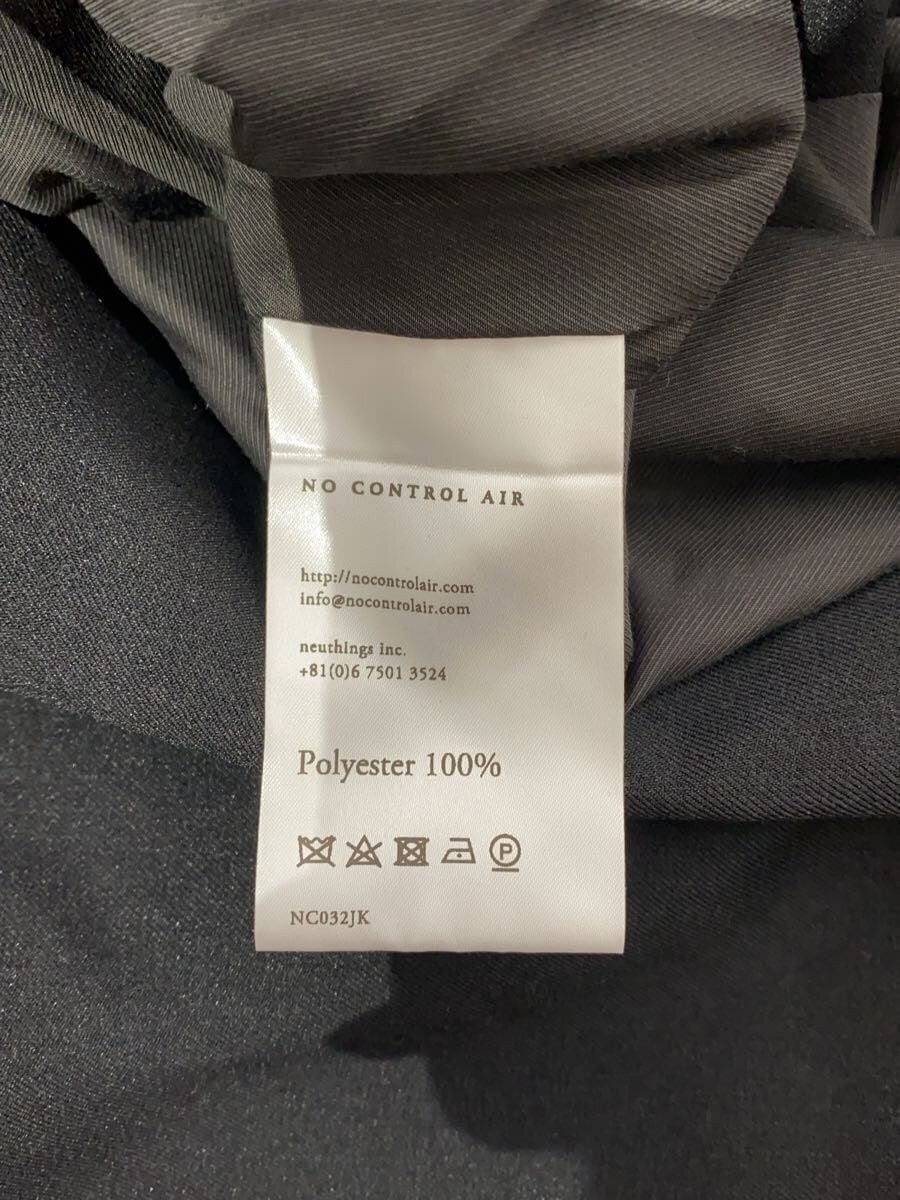 NO CONTROL AIR
http://nocontrolair.com
info@nocontrolair.com
neuthings inc.
+81(0)6 7501 3524
Polyester 100%
P
NC032JK